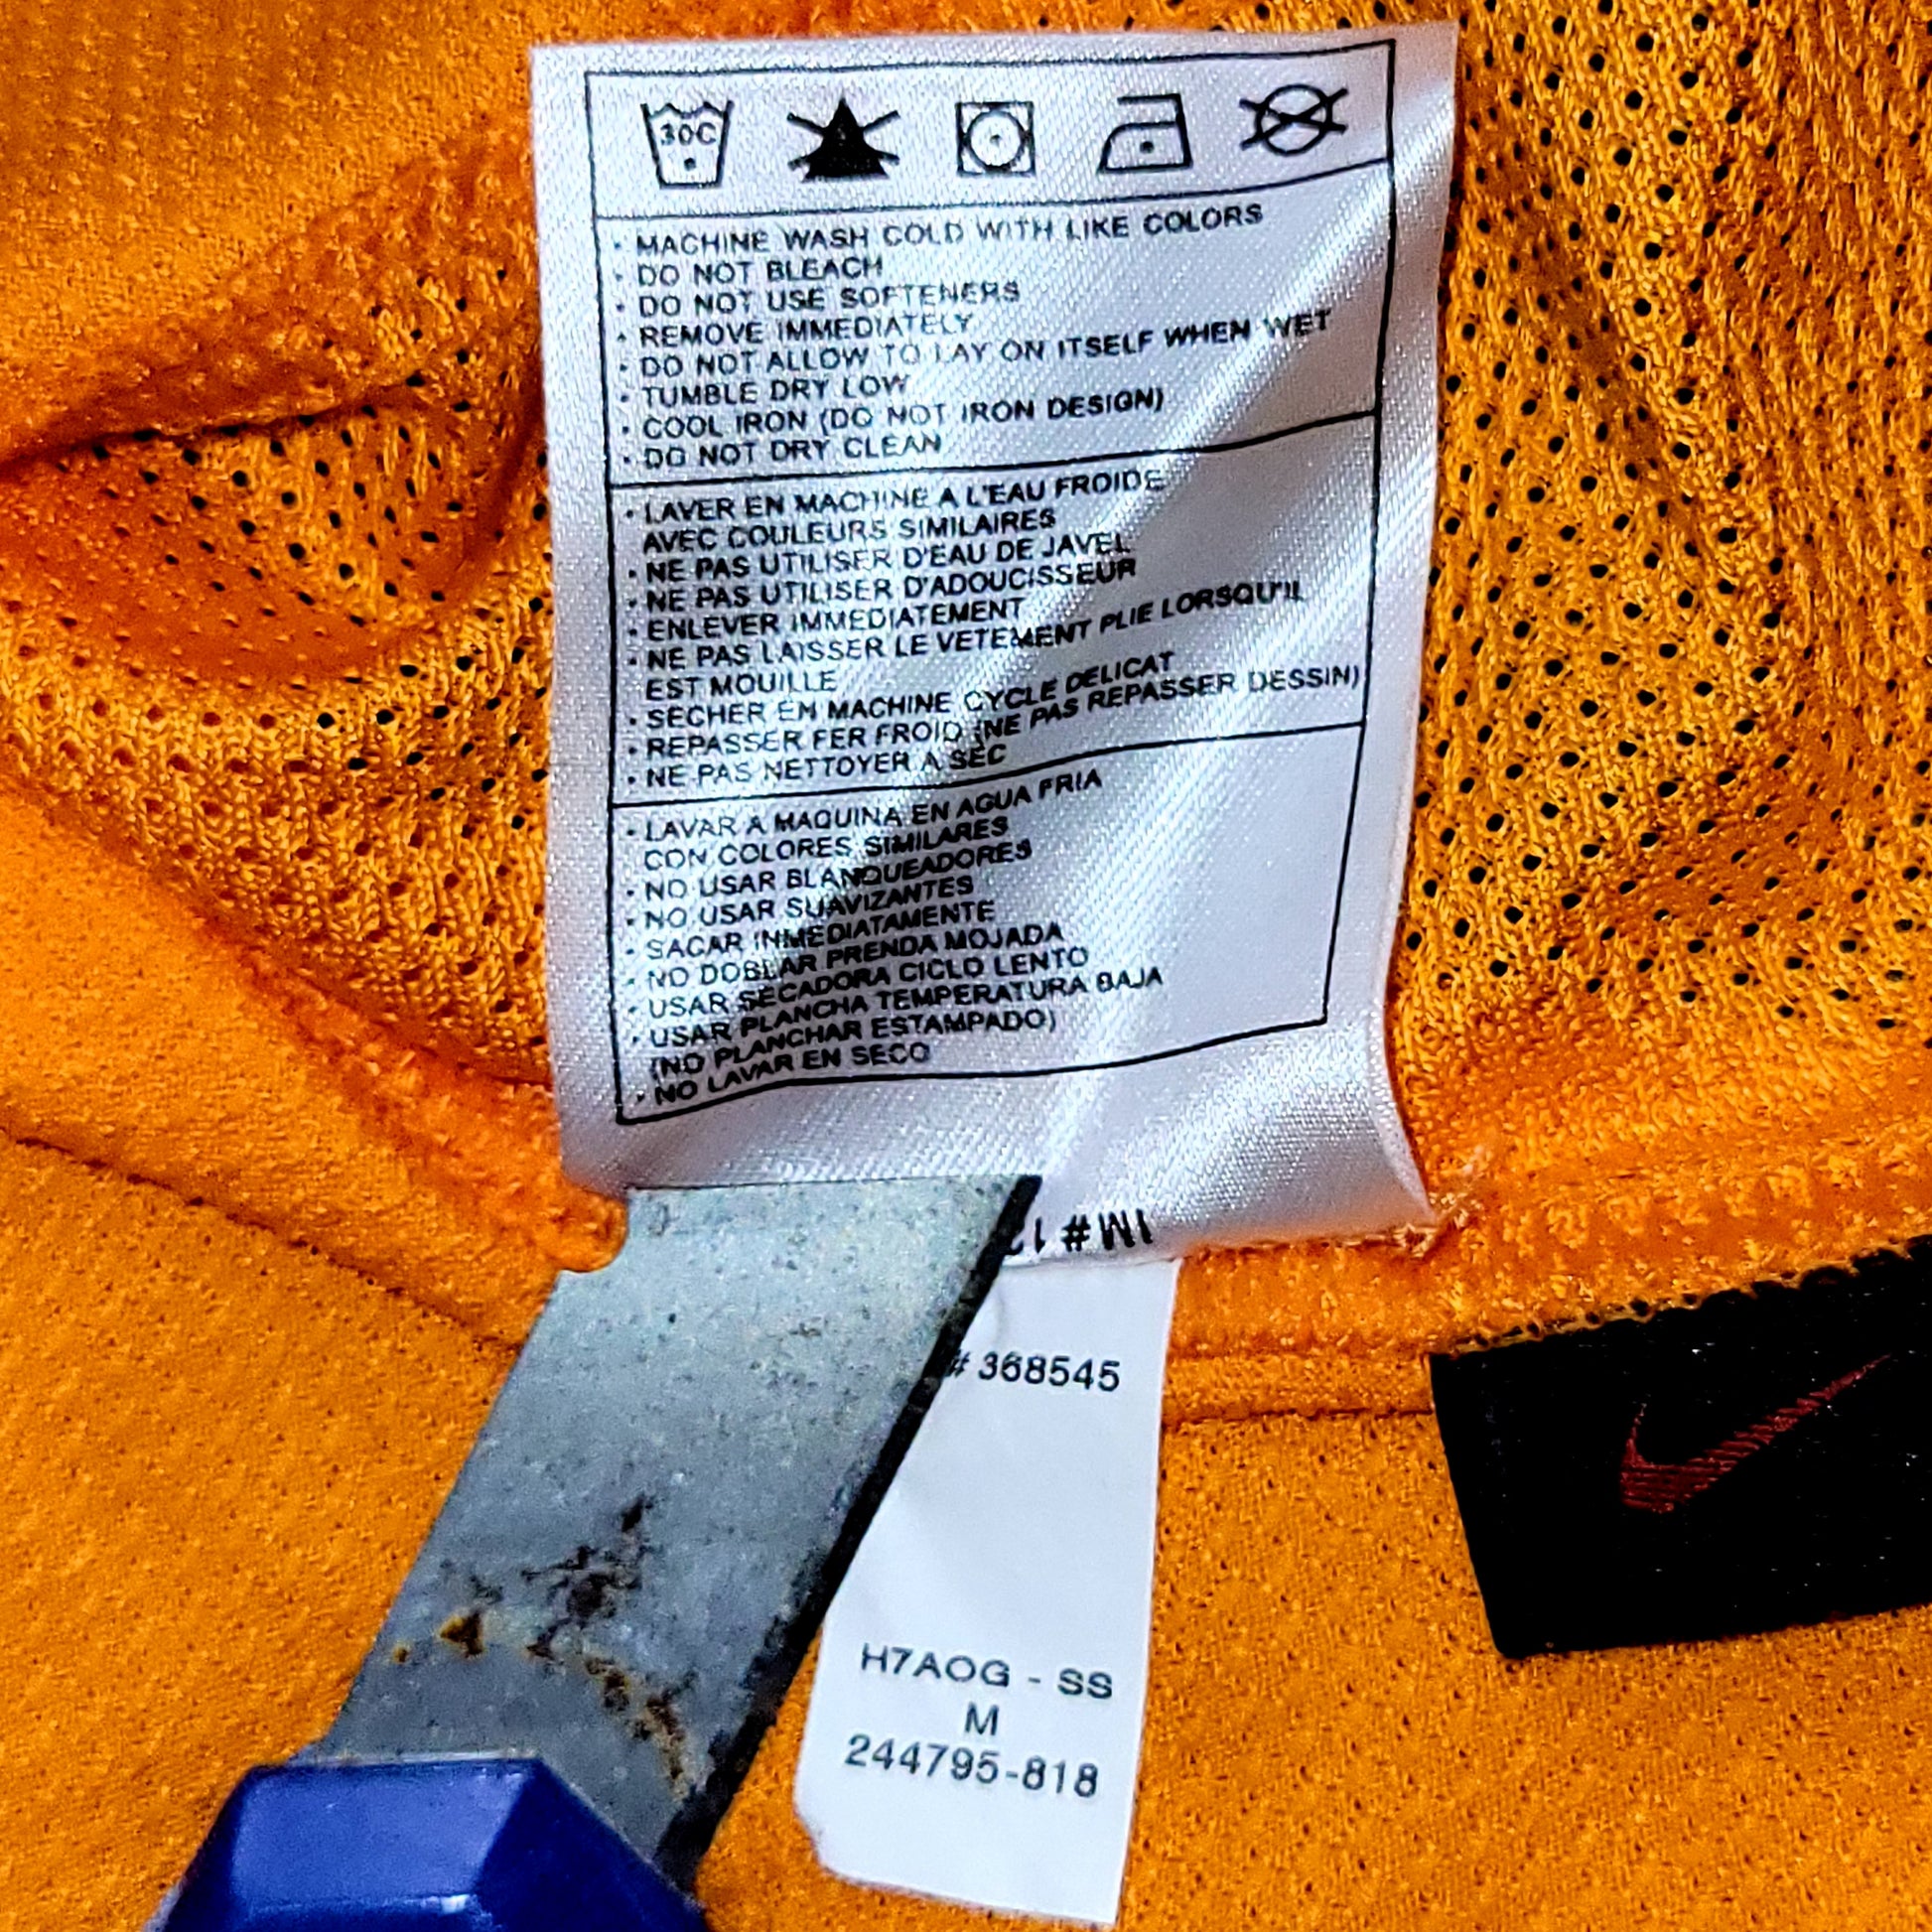 30C
· MACHINE WASH COLD WITH LIKE COLORS
· DO NOT BLEACH
· DO NOT USE SOFTENERS
· REMOVE IMMEDIATELY
· DO NOT ALLOW TO LAY ON ITSELF WHEN WET
· TUMBLE DRY LOW
· COOL IRON (DO NOT IRON DESIGN)
· DO NOT DRY CLEAN
· LAVER EN MACHINE A L'EAU FROIDE
AVEC COULEURS SIMILAIRES
· NE PAS UTILISER D'EAU DE JAVEL
· NE PAS UTILISER D'ADOUCISSEUR
· ENLEVER IMMEDIATEMENT
· NE PAS LAISSER LE VETEMENT PLIE LORSQU'IL
EST MOUILLE
· SECHER EN MACHINE CYCLE DELICAT
· REPASSER FER FROID (NE PAS REPASSER DESSIN)
· NE PAS NETTOYER A SEC
· LAVAR A MAQUINA EN AGUA FRIA
CON COLORES SIMILARES
· NO USAR BLANQUEADORES
· NO USAR SUAVIZANTES
· SACAR INMEDIATAMENTE
· NO DOBLAR PRENDA MOJADA
· USAR SECADORA CICLO LENTO
· USAR PLANCHA TEMPERATURA BAJA
(NO PLANCHAR ESTAMPADO)
· NO LAVAR EN SECO
# 368545
H7AOG - SS
M
244795-818